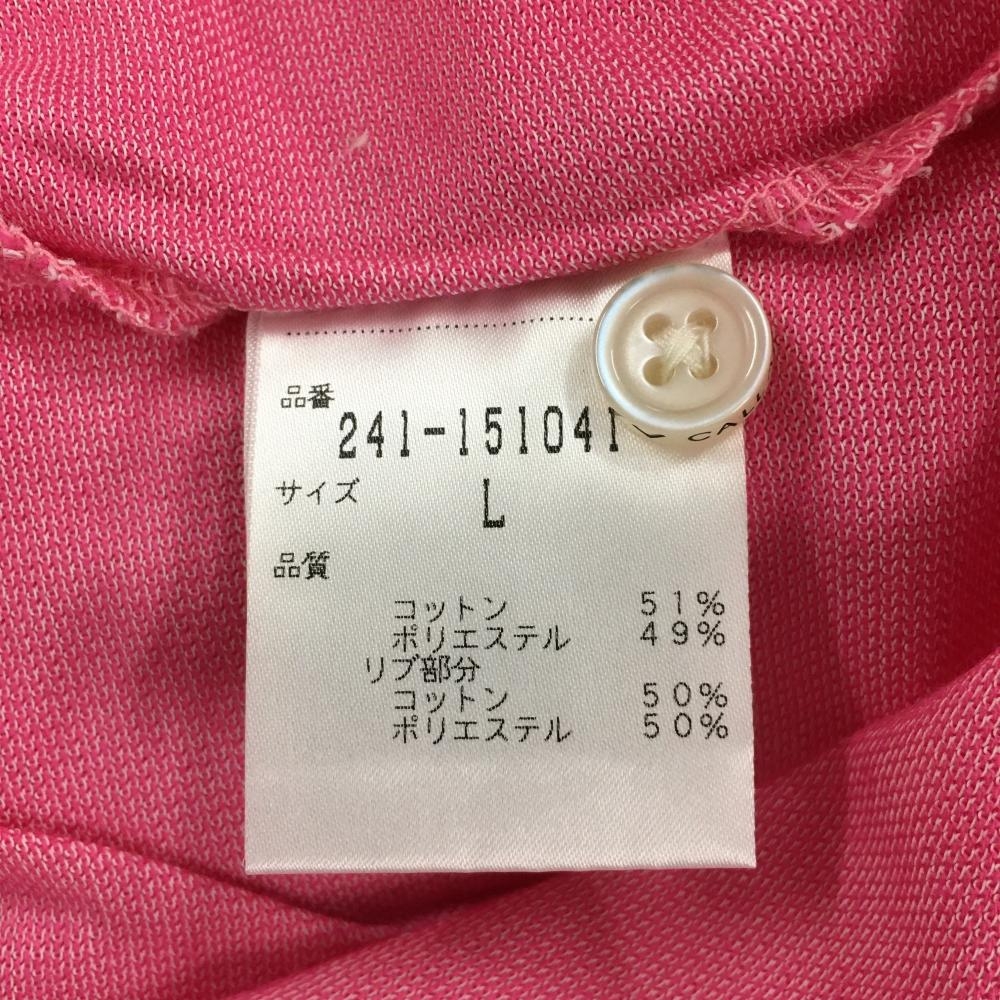 品番
241-151041
サイズ
L
品質
コットン 51%
ポリエステル 49%
リブ部分
コットン 50%
ポリエステル 50%